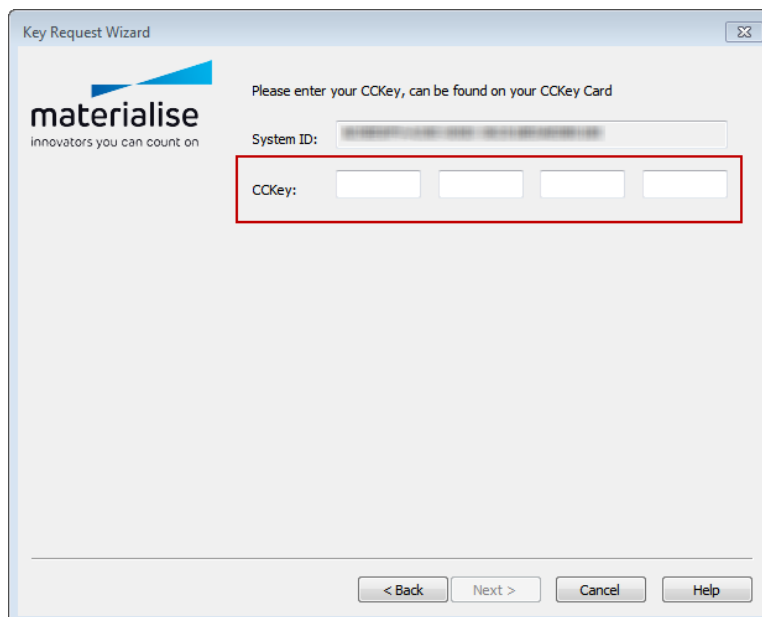 Key Request Wizard
materialise
innovators you can count on
Please enter your CCKey, can be found on your CCKey Card
System ID:
CCKey:
< Back Next > Cancel Help